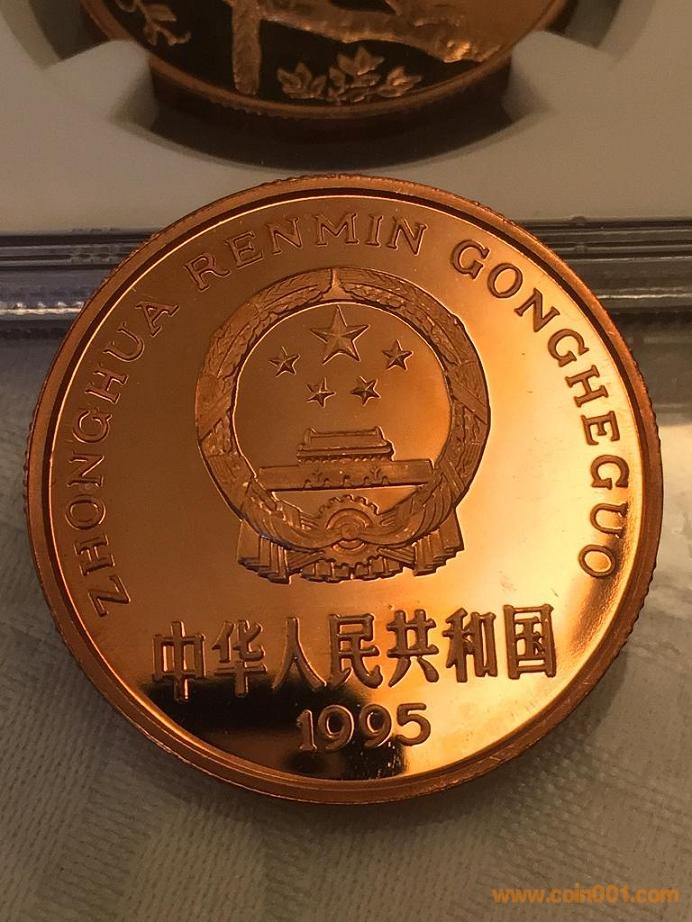 ZHONGHUA RENMIN GONGHEGUO
中华人民共和国
1995
www.coin001.com